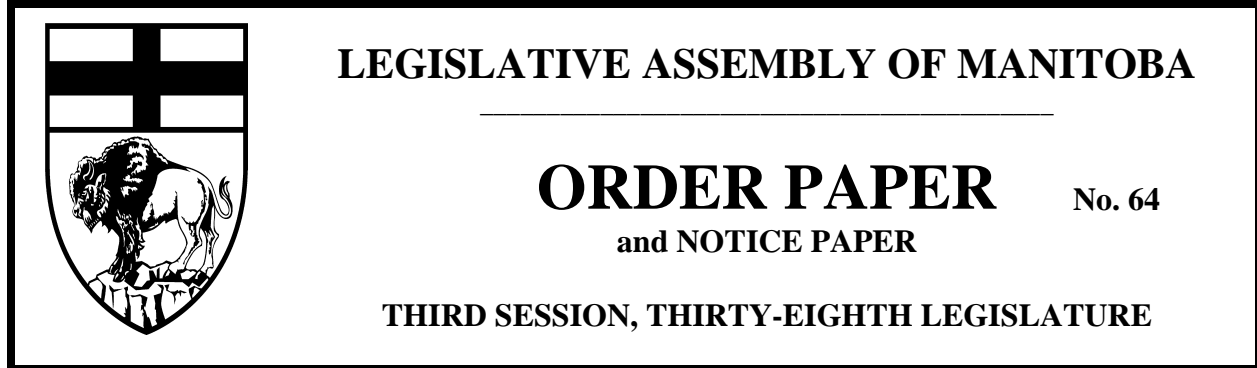 LEGISLATIVE ASSEMBLY OF MANITOBA
ORDER PAPER No. 64
and NOTICE PAPER
THIRD SESSION, THIRTY-EIGHTH LEGISLATURE